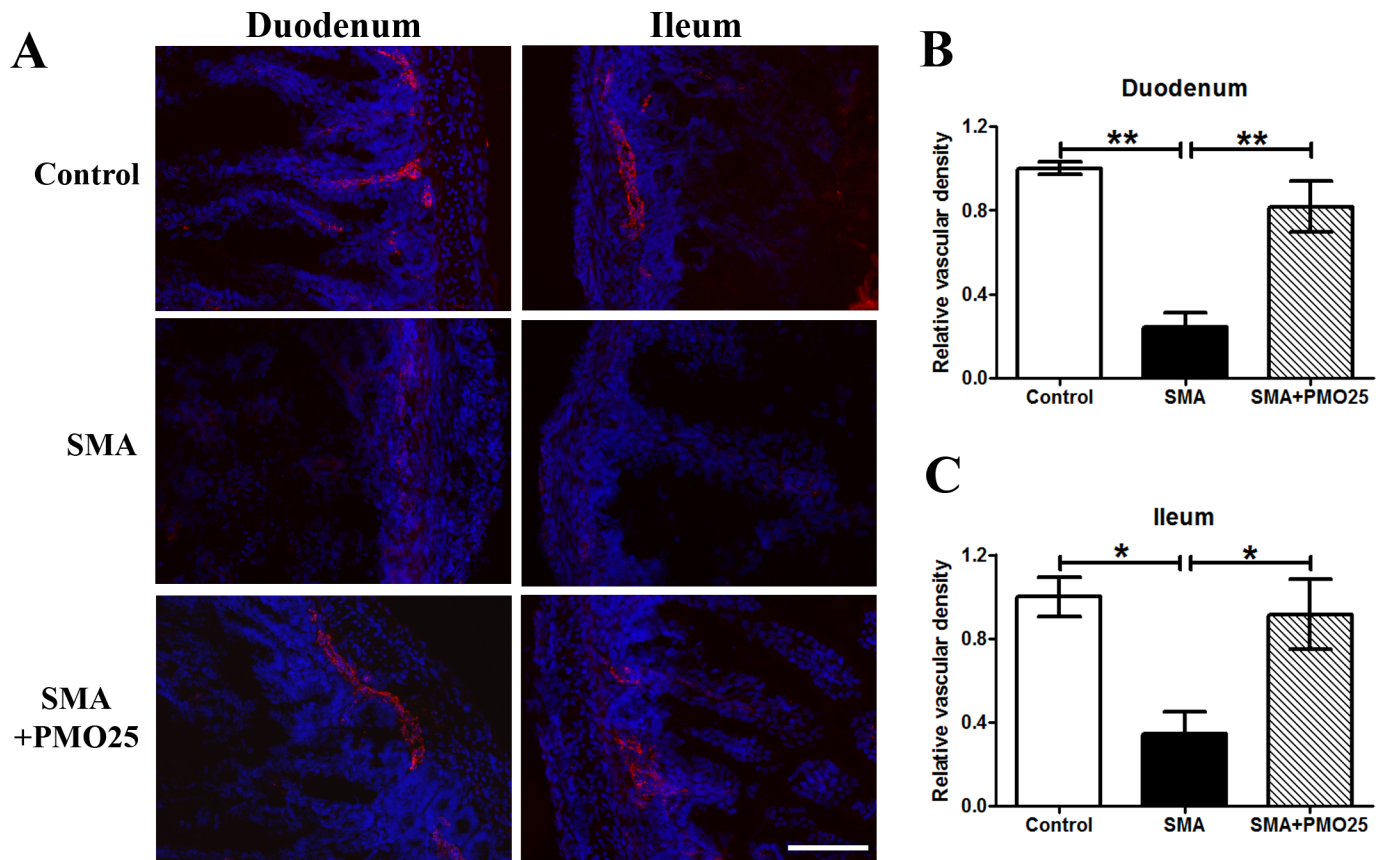 A
Duodenum
Ileum
Control
SMA
SMA
+PMO25
B
Duodenum
Relative vascular density
1.2
0.8
0.4
0.0
**
**
Control
SMA
SMA+PMO25
C
Ileum
Relative vascular density
1.2
0.8
0.4
0.0
*
*
Control
SMA
SMA+PMO25